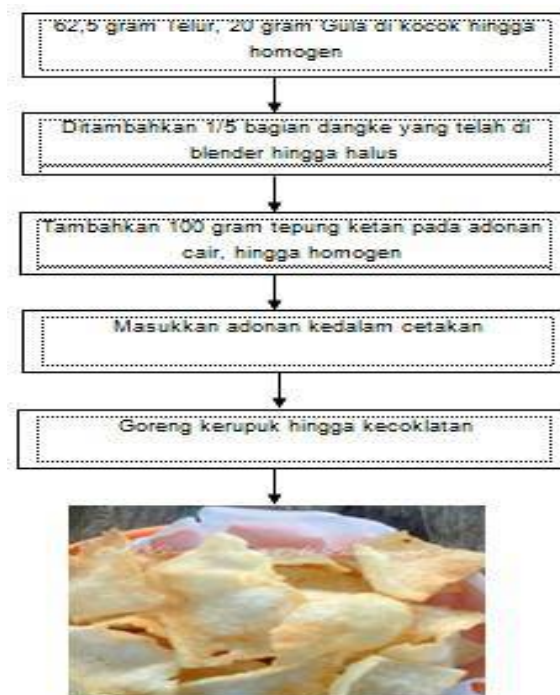 62,5 gram Telur, 20 gram Gula di kocok hingga
homogen
Ditambahkan 1/5 bagian dangke yang telah di
blender hingga halus
Tambahkan 100 gram tepung ketan pada adonan
cair, hingga homogen
Masukkan adonan kedalam cetakan
Goreng kerupuk hingga kecoklatan